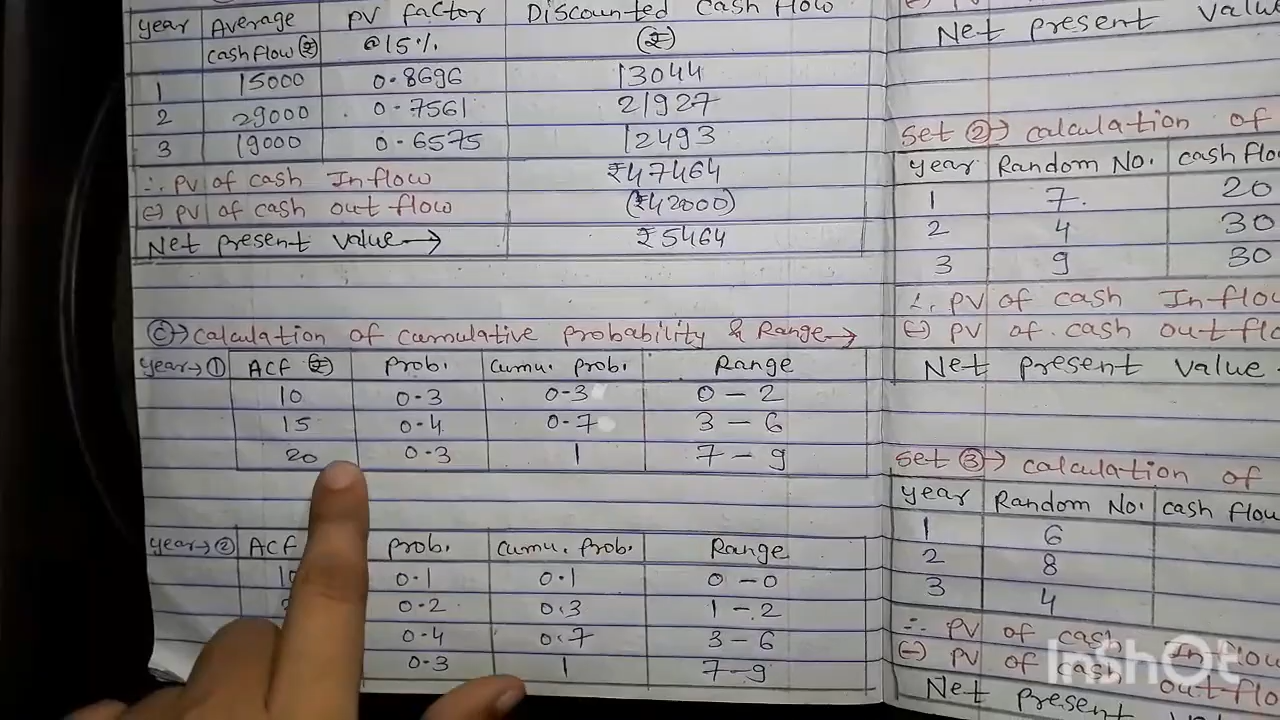 year Average PV factor Discounted cash flow
cashflow (₹) @15% (₹)
1 15000 0.8696 13044
2 29000 0.7561 21927
3 19000 0.6575 12493
∴ PV of cash Inflow ₹47464
(-) PV of cash outflow (₹42000)
Net present value → ₹5464
(C)→ calculation of cumulative probability & Range →
year→① ACF (₹) Prob. cumu. prob. Range
10 0.3 0.3 0-2
15 0.4 0.7 3-6
20 0.3 1 7-9
year→② ACF prob. cumu. prob. Range
10 0.1 0.1 0-0
0.2 0.3 1-2
0.4 0.7 3-6
0.3 1 7-9
Net present value
Set ②→ calculation of
year Random No. cash flo
1 7 20
2 4 30
3 9 30
∴ PV of cash Inflo
(-) PV of cash outflo
Net present value
Set ③→ calculation of
year Random No. cash flow
1 6
2 8
3 4
∴ PV of cash Inflow
(-) PV of cash outfl
Net present
InShOt